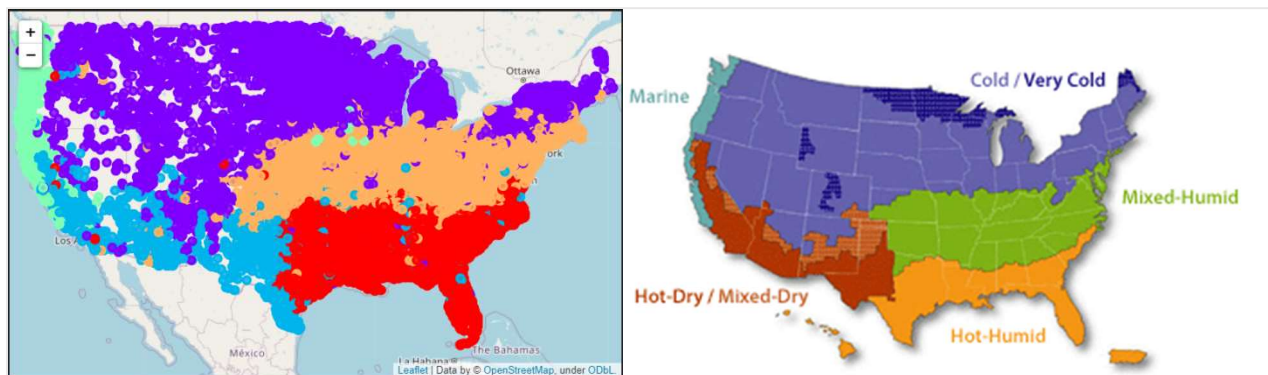 +
−
Ottawa
ork
Los A
México
La Habana
The Bahamas
Leaflet | Data by © OpenStreetMap, under ODbL.
Cold / Very Cold
Marine
Mixed-Humid
Hot-Dry / Mixed-Dry
Hot-Humid